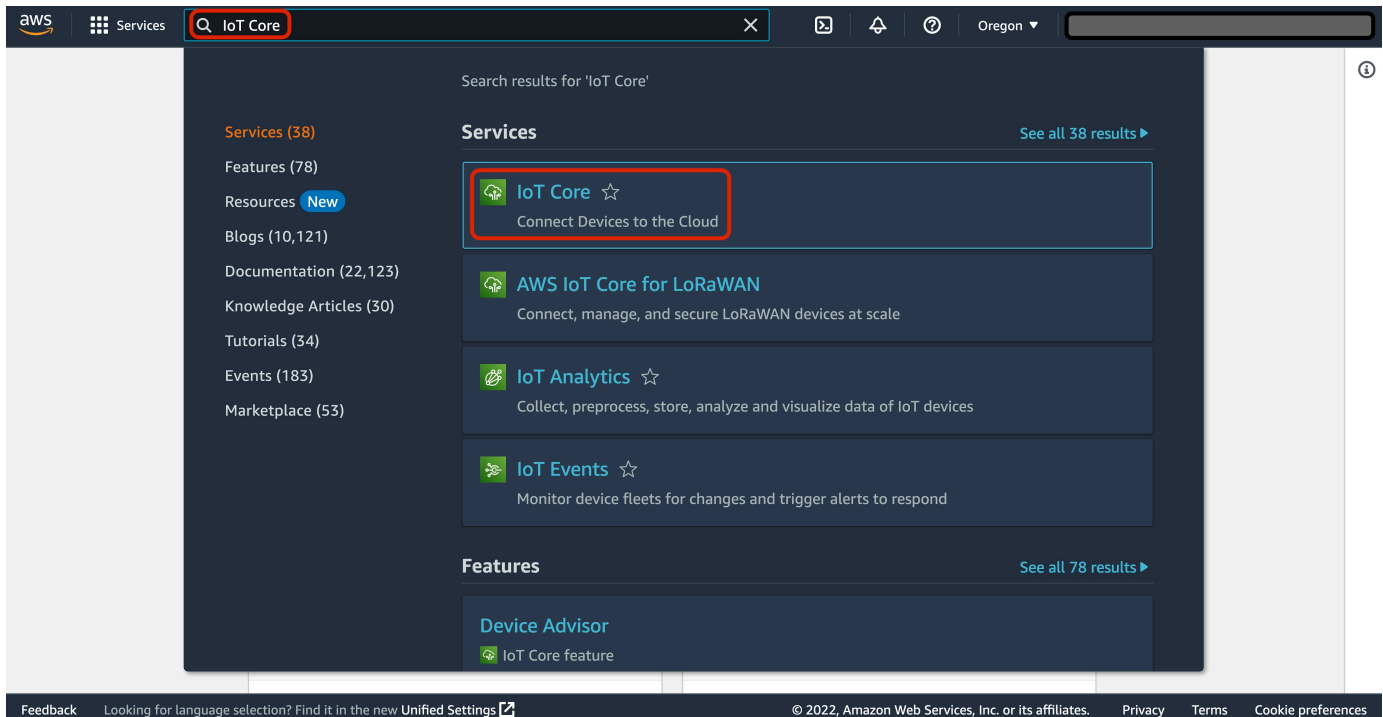 aws Services IoT Core Oregon
Search results for 'IoT Core'
Services (38)
Features (78)
Resources New
Blogs (10,121)
Documentation (22,123)
Knowledge Articles (30)
Tutorials (34)
Events (183)
Marketplace (53)
Services See all 38 results
IoT Core
Connect Devices to the Cloud
AWS IoT Core for LoRaWAN
Connect, manage, and secure LoRaWAN devices at scale
IoT Analytics
Collect, preprocess, store, analyze and visualize data of IoT devices
IoT Events
Monitor device fleets for changes and trigger alerts to respond
Features See all 78 results
Device Advisor
IoT Core feature
Feedback Looking for language selection? Find it in the new Unified Settings © 2022, Amazon Web Services, Inc. or its affiliates. Privacy Terms Cookie preferences